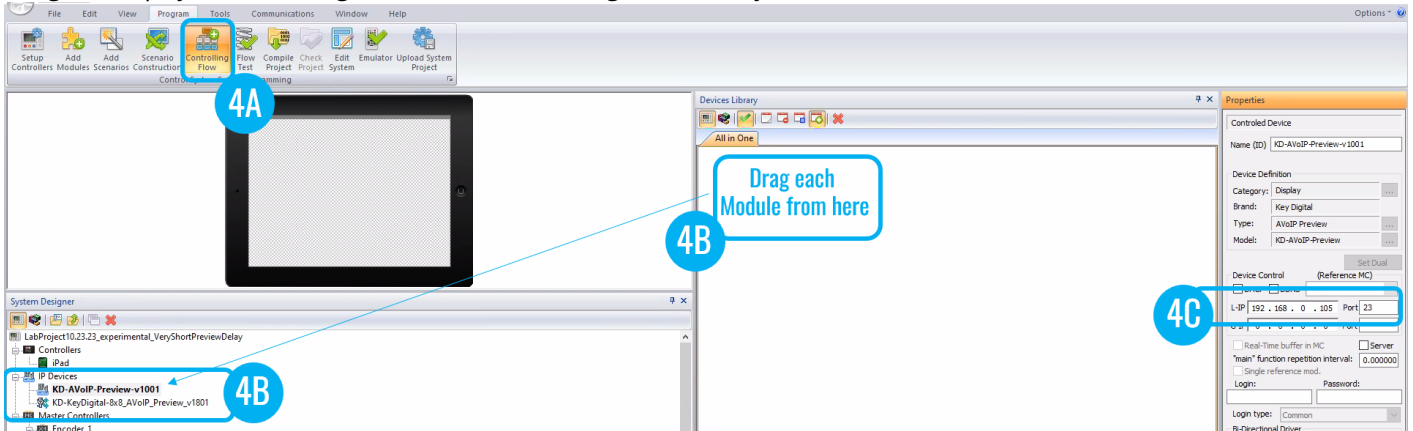 File Edit View Program Tools Communications Window Help Options
Setup Controllers
Add Modules
Add Scenarios
Scenario Construction
Controlling Flow
Flow Test
Compile Project
Check Project
Edit System
Emulator
Upload System Project
4A
Devices Library
All in One
Drag each
Module from here
4B
System Designer
LabProject10.23.23_experimental_VeryShortPreviewDelay
Controllers
iPad
IP Devices
KD-AVoIP-Preview-v1001
KD-KeyDigital-8x8_AVoIP_Preview_v1801
Master Controllers
Encoder 1
4B
Properties
Controled Device
Name (ID) KD-AVoIP-Preview-v1001
Device Definition
Category: Display ...
Brand: Key Digital
Type: AVoIP Preview ...
Model: KD-AVoIP-Preview ...
Set Dual
Device Control (Reference MC)
4C
L-IP 192 . 168 . 0 . 105 Port 23
Real-Time buffer in MC Server
"main" function repetition interval: 0.000000
Single reference mod.
Login: Password:
Login type: Common
Bi-Directional Driver